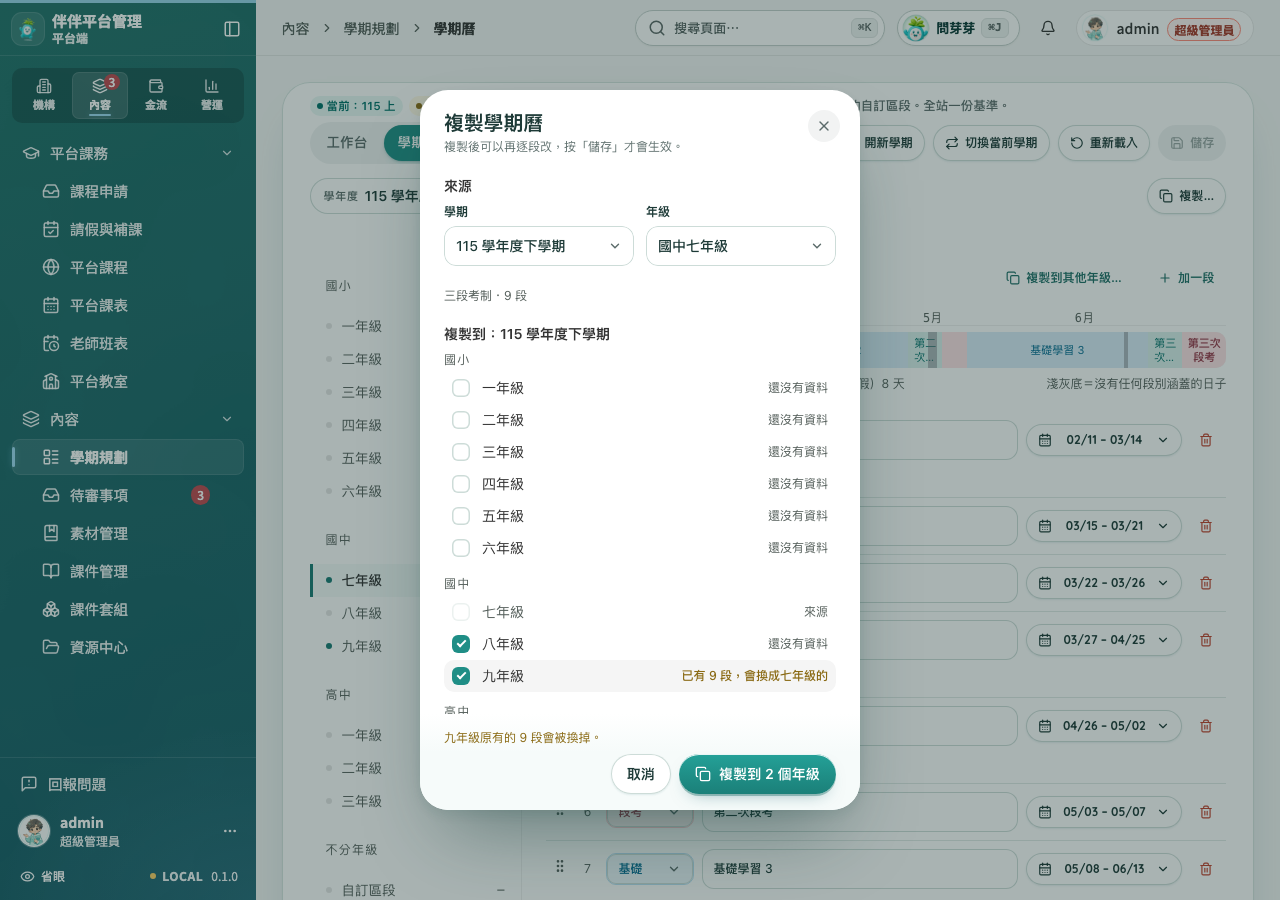 伴伴平台管理
平台端
機構
內容
3
金流
營運
平台課務
課程申請
請假與補課
平台課程
平台課表
老師班表
平台教室
內容
學期規劃
待審事項
3
素材管理
課件管理
課件套組
資源中心
回報問題
admin
超級管理員
省眼
LOCAL 0.1.0
內容 > 學期規劃 > 學期曆
搜尋頁面…
⌘K
問芽芽
⌘J
admin
超級管理員
當前：115 上
自訂區段。全站一份基準。
工作台
學期
開新學期
切換當前學期
重新載入
儲存
學年度 115 學年
複製...
國小
一年級
二年級
三年級
四年級
五年級
六年級
國中
七年級
八年級
九年級
高中
一年級
二年級
三年級
不分年級
自訂區段
–
複製到其他年級...
+ 加一段
5月
6月
第二次...
基礎學習 3
第三次...
第三次段考
假）8 天
淺灰底＝沒有任何段別涵蓋的日子
02/11 – 03/14
03/15 – 03/21
03/22 – 03/26
03/27 – 04/25
04/26 – 05/02
6
段考
第二次段考
05/03 – 05/07
7
基礎
基礎學習 3
05/08 – 06/13
複製學期曆
複製後可以再逐段改，按「儲存」才會生效。
來源
學期
年級
115 學年度下學期
國中七年級
三段考制 · 9 段
複製到：115 學年度下學期
國小
一年級 還沒有資料
二年級 還沒有資料
三年級 還沒有資料
四年級 還沒有資料
五年級 還沒有資料
六年級 還沒有資料
國中
七年級 來源
八年級 還沒有資料
九年級 已有 9 段，會換成七年級的
高中
九年級原有的 9 段會被換掉。
取消
複製到 2 個年級